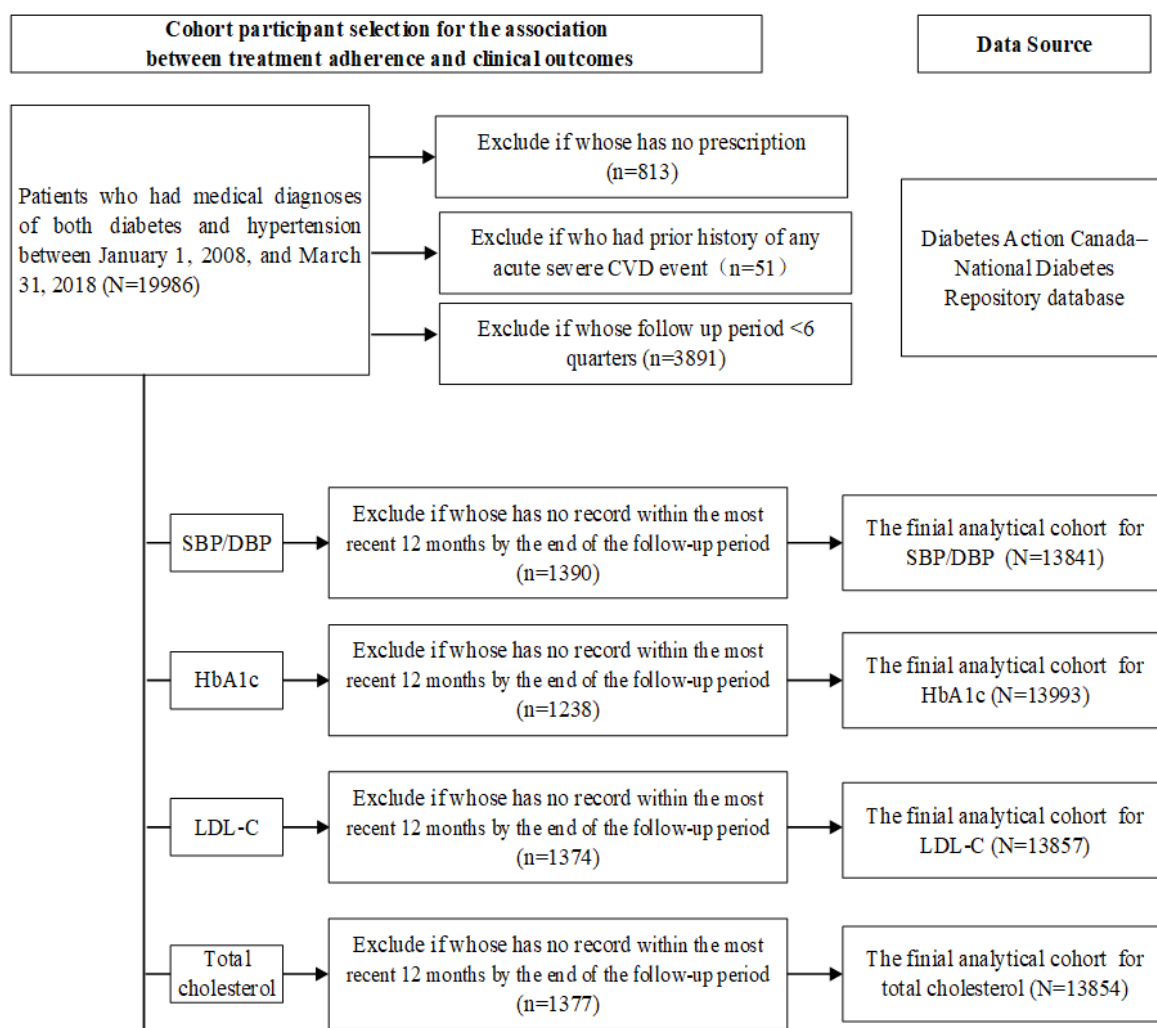 Cohort participant selection for the association
between treatment adherence and clinical outcomes
Data Source
Patients who had medical diagnoses
of both diabetes and hypertension
between January 1, 2008, and March
31, 2018 (N=19986)
Exclude if whose has no prescription
(n=813)
Exclude if who had prior history of any
acute severe CVD event（n=51）
Exclude if whose follow up period <6
quarters (n=3891)
Diabetes Action Canada–
National Diabetes
Repository database
SBP/DBP
Exclude if whose has no record within the most
recent 12 months by the end of the follow-up period
(n=1390)
The finial analytical cohort for
SBP/DBP (N=13841)
HbA1c
Exclude if whose has no record within the most
recent 12 months by the end of the follow-up period
(n=1238)
The finial analytical cohort for
HbA1c (N=13993)
LDL-C
Exclude if whose has no record within the most
recent 12 months by the end of the follow-up period
(n=1374)
The finial analytical cohort for
LDL-C (N=13857)
Total
cholesterol
Exclude if whose has no record within the most
recent 12 months by the end of the follow-up period
(n=1377)
The finial analytical cohort for
total cholesterol (N=13854)